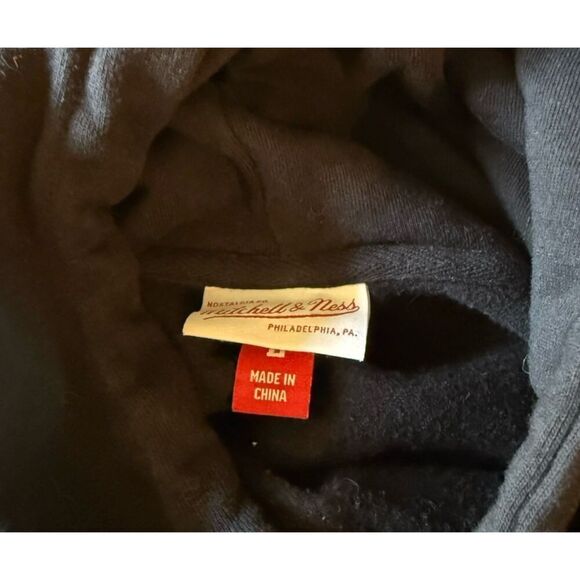 NOSTALGIA CO.
Mitchell & Ness
PHILADELPHIA, PA.
MADE IN
CHINA